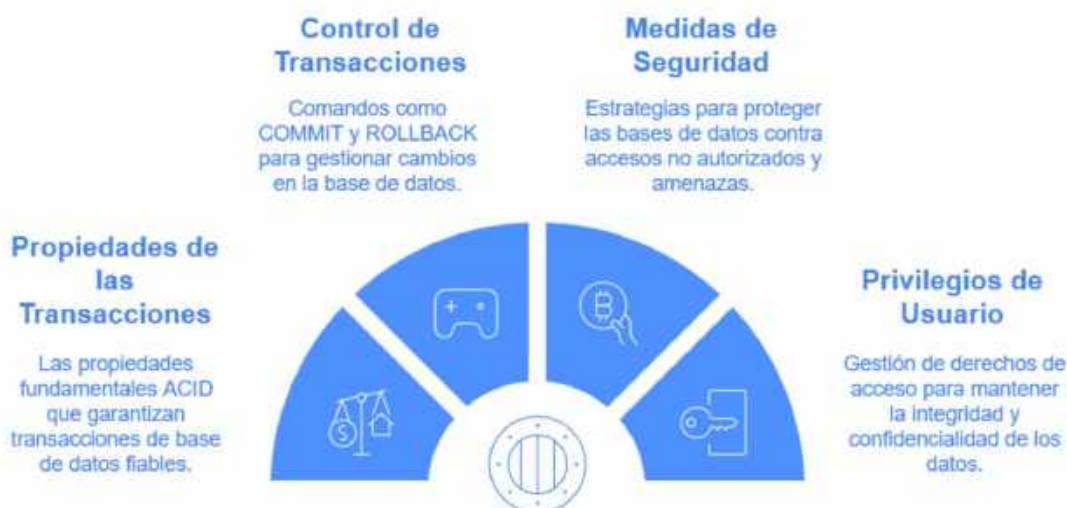 Control de
Transacciones
Comandos como
COMMIT y ROLLBACK
para gestionar cambios
en la base de datos.
Medidas de
Seguridad
Estrategias para proteger
las bases de datos contra
accesos no autorizados y
amenazas.
Propiedades de
las
Transacciones
Las propiedades
fundamentales ACID
que garantizan
transacciones de base
de datos fiables.
Privilegios de
Usuario
Gestión de derechos de
acceso para mantener
la integridad y
confidencialidad de los
datos.